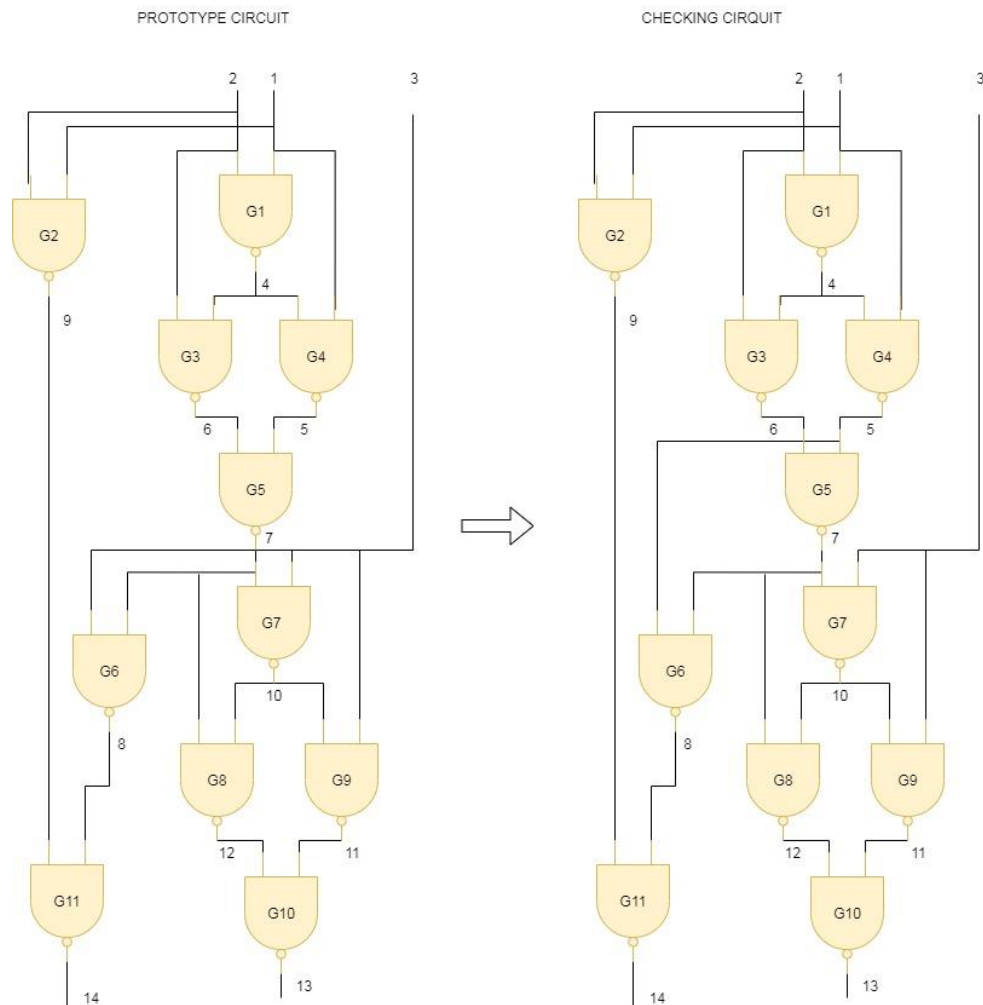 PROTOTYPE CIRCUIT
CHECKING CIRQUIT
2 1 3
2 1 3
G2 G1
G2 G1
4
4
9
9
G3 G4
G3 G4
6 5
6 5
G5
G5
7
7
G6 G7
G6 G7
10
10
8
8
G8 G9
G8 G9
12 11
12 11
G11 G10
G11 G10
14 13
14 13